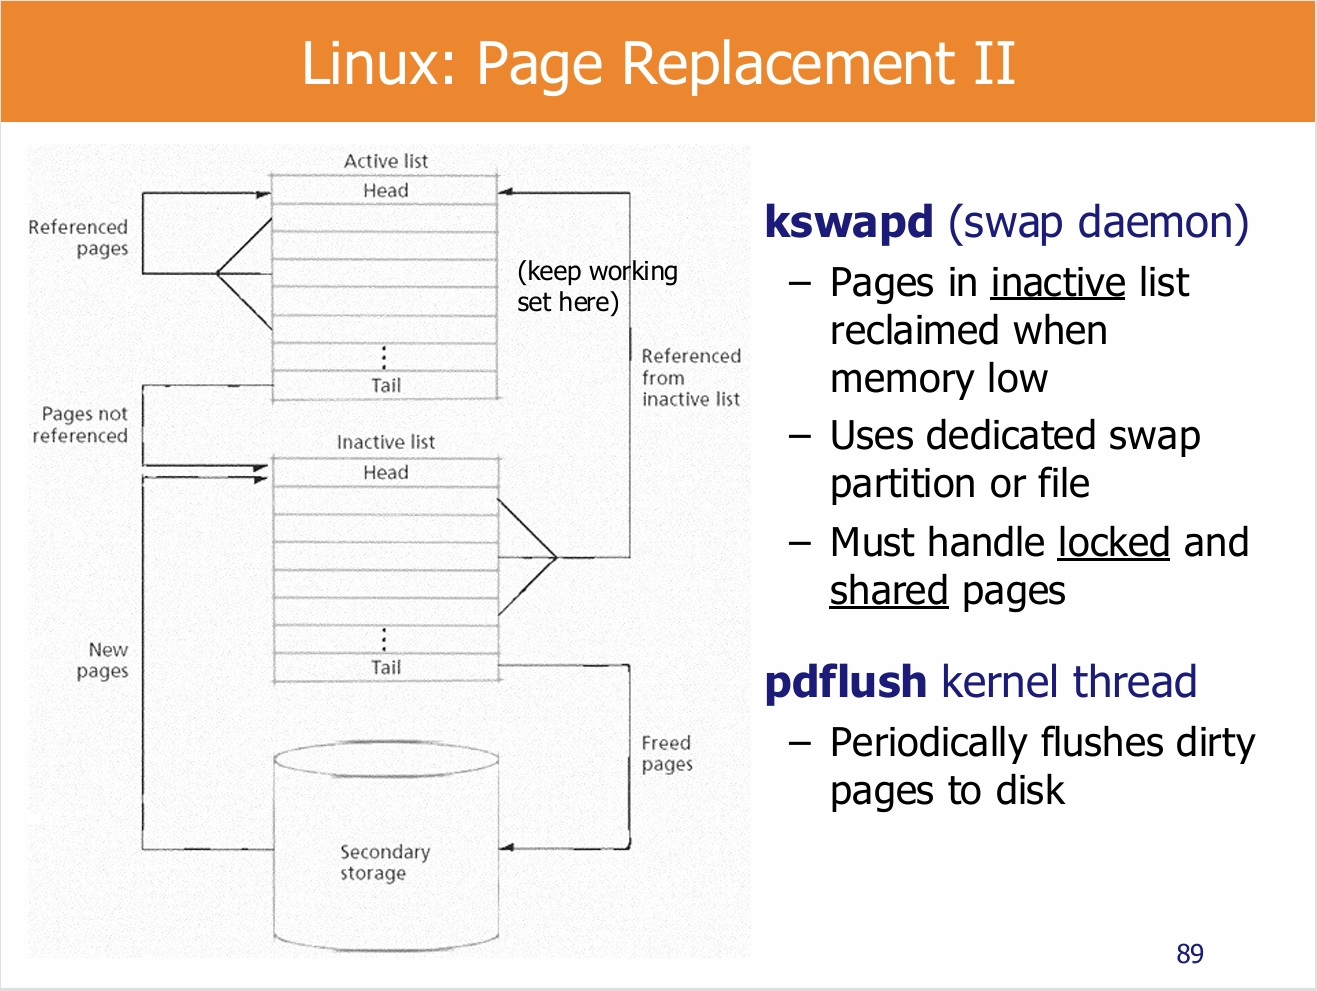 Linux: Page Replacement II
Active list
Head
Referenced
pages
(keep working
set here)
Referenced
from
inactive list
Tail
Pages not
referenced
Inactive list
Head
New
pages
Tail
Freed
pages
Secondary
storage
kswapd (swap daemon)
– Pages in inactive list
reclaimed when
memory low
– Uses dedicated swap
partition or file
– Must handle locked and
shared pages
pdflush kernel thread
– Periodically flushes dirty
pages to disk
89